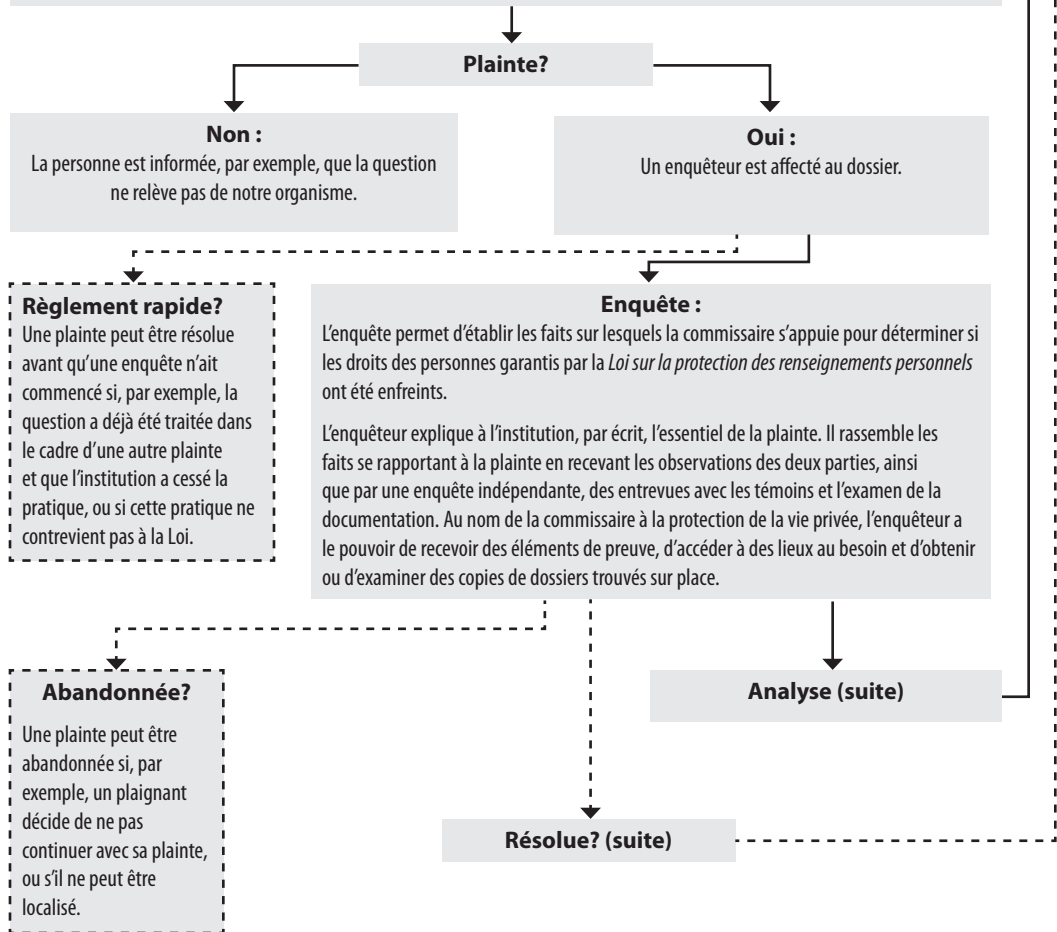 Plainte?
Non :
La personne est informée, par exemple, que la question
ne relève pas de notre organisme.
Oui :
Un enquêteur est affecté au dossier.
Règlement rapide?
Une plainte peut être résolue
avant qu'une enquête n'ait
commencé si, par exemple, la
question a déjà été traitée dans
le cadre d'une autre plainte
et que l'institution a cessé la
pratique, ou si cette pratique ne
contrevient pas à la Loi.
Enquête :
L'enquête permet d'établir les faits sur lesquels la commissaire s'appuie pour déterminer si
les droits des personnes garantis par la Loi sur la protection des renseignements personnels
ont été enfreints.
L'enquêteur explique à l'institution, par écrit, l'essentiel de la plainte. Il rassemble les
faits se rapportant à la plainte en recevant les observations des deux parties, ainsi
que par une enquête indépendante, des entrevues avec les témoins et l'examen de la
documentation. Au nom de la commissaire à la protection de la vie privée, l'enquêteur a
le pouvoir de recevoir des éléments de preuve, d'accéder à des lieux au besoin et d'obtenir
ou d'examiner des copies de dossiers trouvés sur place.
Abandonnée?
Une plainte peut être
abandonnée si, par
exemple, un plaignant
décide de ne pas
continuer avec sa plainte,
ou s'il ne peut être
localisé.
Analyse (suite)
Résolue? (suite)